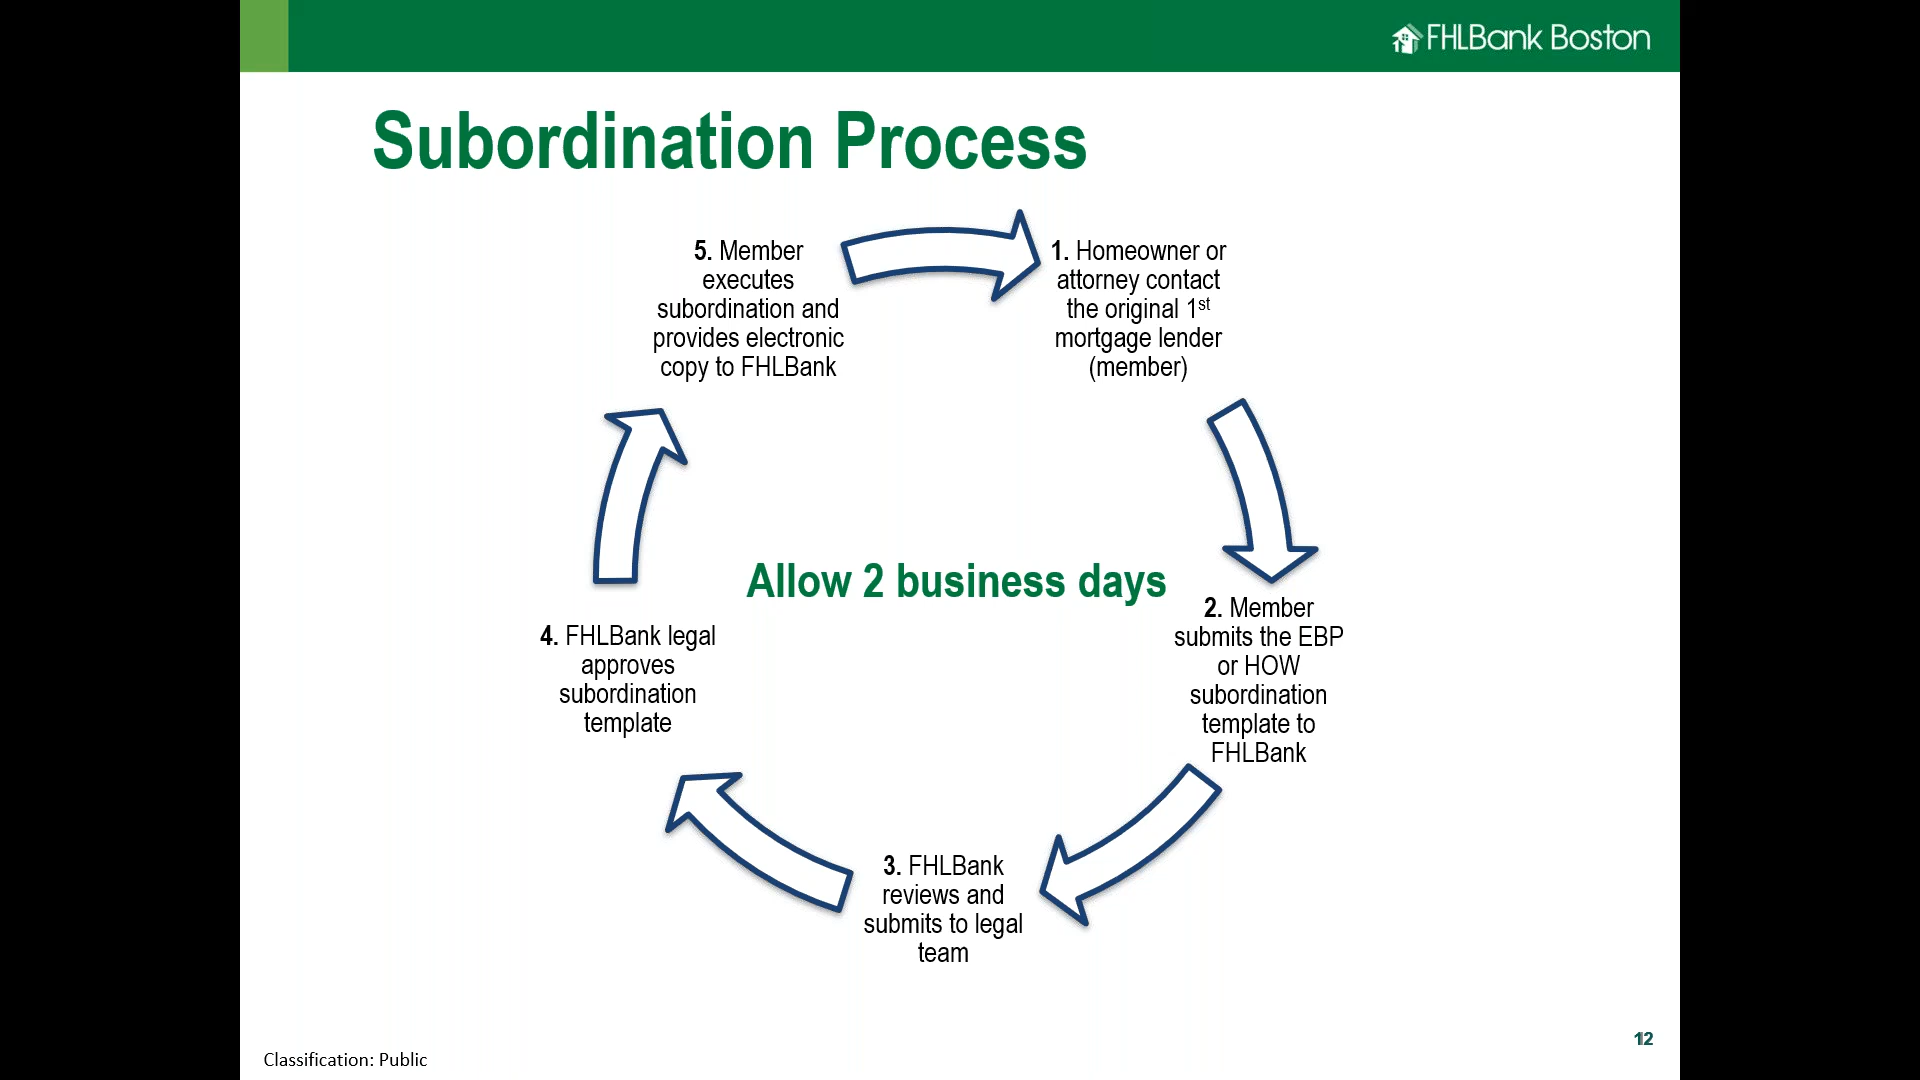 FHLBank Boston
Subordination Process
5. Member
executes
subordination and
provides electronic
copy to FHLBank
1. Homeowner or
attorney contact
the original 1st
mortgage lender
(member)
Allow 2 business days
2. Member
submits the EBP
or HOW
subordination
template to
FHLBank
4. FHLBank legal
approves
subordination
template
3. FHLBank
reviews and
submits to legal
team
12
Classification: Public